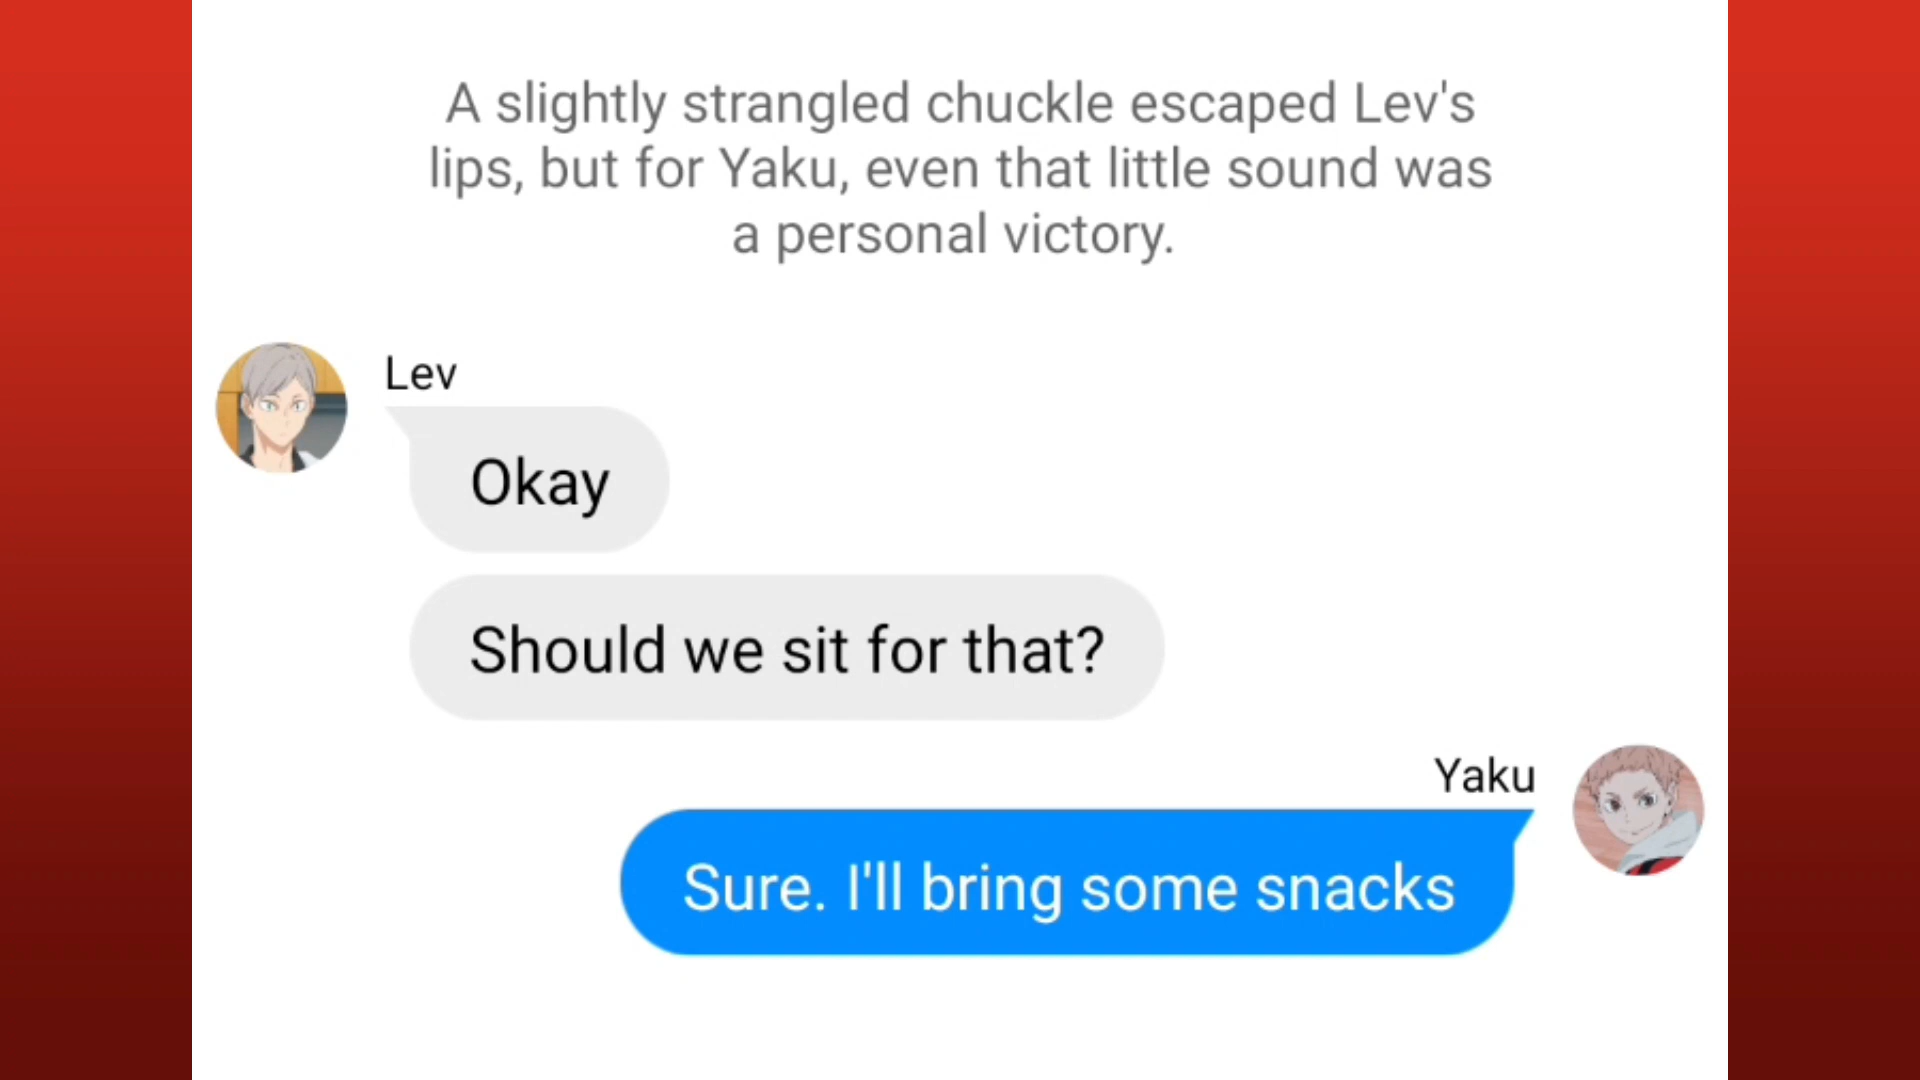 A slightly strangled chuckle escaped Lev's
lips, but for Yaku, even that little sound was
a personal victory.
Lev
Okay
Should we sit for that?
Yaku
Sure. I'll bring some snacks